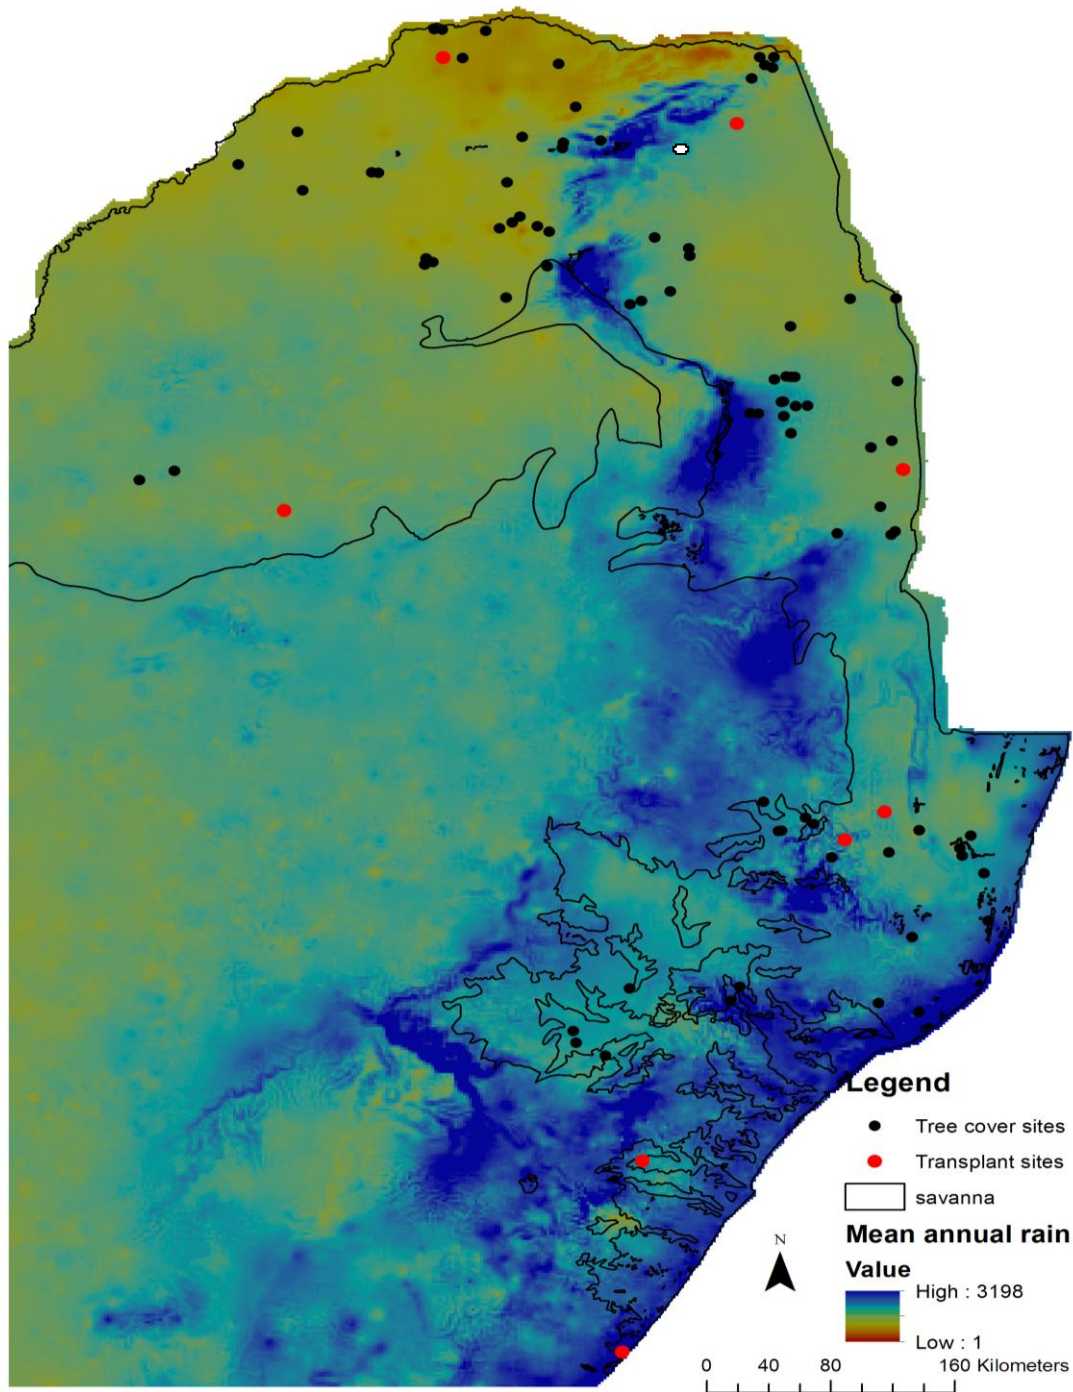 Legend
Tree cover sites
Transplant sites
savanna
N
Mean annual rain
Value
High : 3198
Low : 1
0 40 80 160 Kilometers